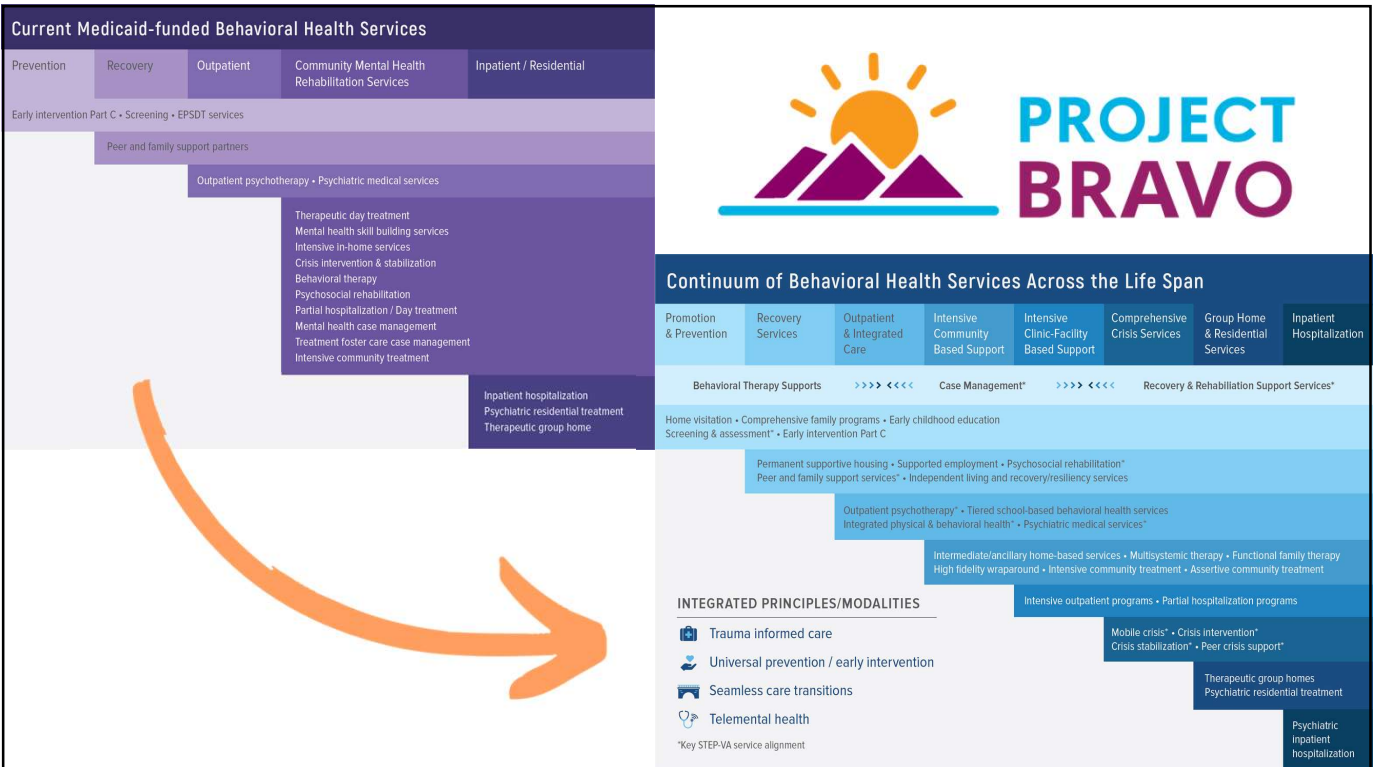 Current Medicaid-funded Behavioral Health Services
Prevention
Recovery
Outpatient
Community Mental Health
Rehabilitation Services
Inpatient / Residential
Early intervention Part C • Screening • EPSDT services
Peer and family support partners
Outpatient psychotherapy • Psychiatric medical services
Therapeutic day treatment
Mental health skill building services
Intensive in-home services
Crisis intervention & stabilization
Behavioral therapy
Psychosocial rehabilitation
Partial hospitalization / Day treatment
Mental health case management
Treatment foster care case management
Intensive community treatment
Inpatient hospitalization
Psychiatric residential treatment
Therapeutic group home
PROJECT
BRAVO
Continuum of Behavioral Health Services Across the Life Span
Promotion
& Prevention
Recovery
Services
Outpatient
& Integrated
Care
Intensive
Community
Based Support
Intensive
Clinic-Facility
Based Support
Comprehensive
Crisis Services
Group Home
& Residential
Services
Inpatient
Hospitalization
Behavioral Therapy Supports >>>> <<<< Case Management* >>>> <<<< Recovery & Rehabiliation Support Services*
Home visitation • Comprehensive family programs • Early childhood education
Screening & assessment* • Early intervention Part C
Permanent supportive housing • Supported employment • Psychosocial rehabilitation*
Peer and family support services* • Independent living and recovery/resiliency services
Outpatient psychotherapy* • Tiered school-based behavioral health services
Integrated physical & behavioral health* • Psychiatric medical services*
Intermediate/ancillary home-based services • Multisystemic therapy • Functional family therapy
High fidelity wraparound • Intensive community treatment • Assertive community treatment
Intensive outpatient programs • Partial hospitalization programs
Mobile crisis* • Crisis intervention*
Crisis stabilization* • Peer crisis support*
Therapeutic group homes
Psychiatric residential treatment
Psychiatric
inpatient
hospitalization
INTEGRATED PRINCIPLES/MODALITIES
Trauma informed care
Universal prevention / early intervention
Seamless care transitions
Telemental health
*Key STEP-VA service alignment